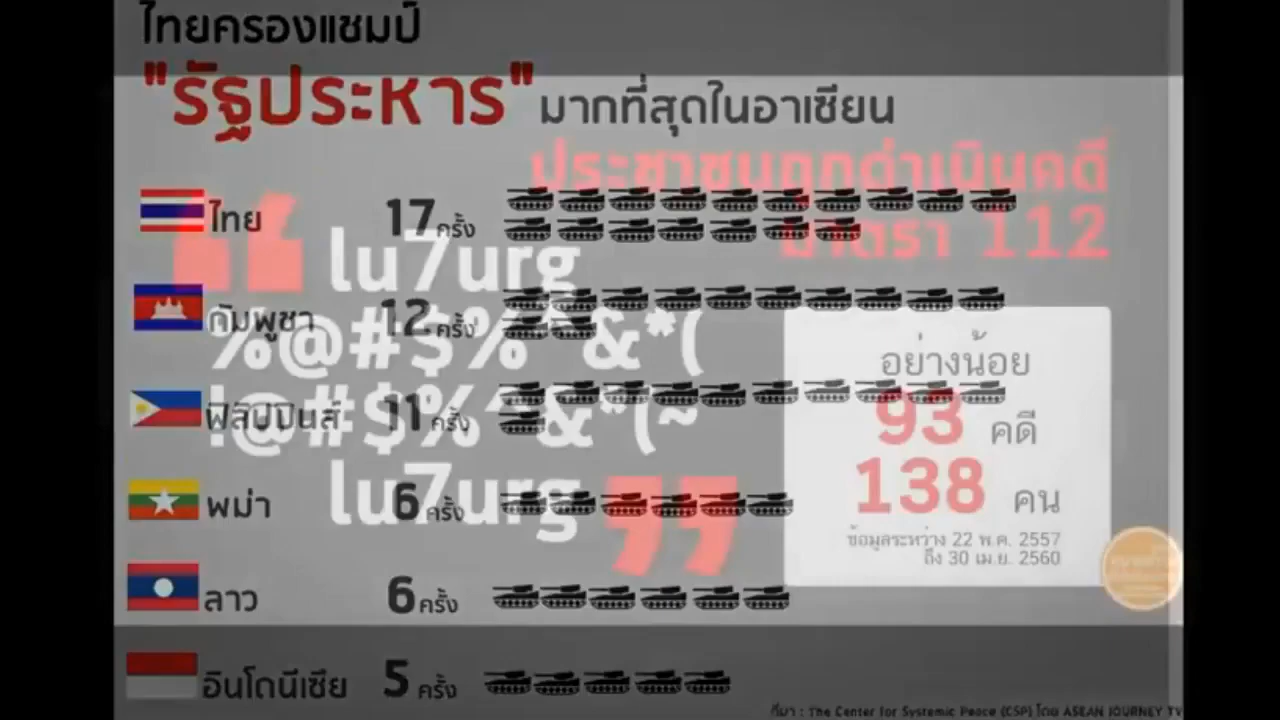 ไทยครองแชมป์
"รัฐประหาร" มากที่สุดในอาเซียน
ประชาชนถูกดำเนินคดี
มาตรา 112
ไทย 17 ครั้ง
lu7urg
กัมพูชา 12 ครั้ง
%@#$%^&*(
ฟิลิปปินส์ 11 ครั้ง
!@#$%^&*(~
พม่า 6 ครั้ง
lu7urg
อย่างน้อย
93 คดี
138 คน
ข้อมูลระหว่าง 22 พ.ค. 2557
ถึง 30 เม.ย. 2560
ลาว 6 ครั้ง
อินโดนีเซีย 5 ครั้ง
ที่มา : The Center for Systemic Peace (CSP) โดย ASEAN JOURNEY TV